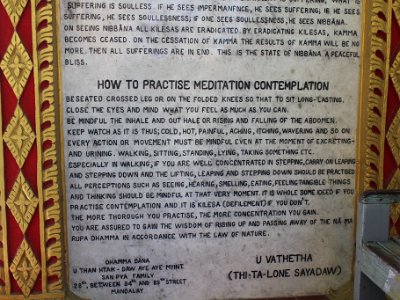 SUFFERING IS SOULLESS. IF HE SEES IMPERMANFNCE, HE SEES SUFFERING; IF HE SEES
SUFFERING, HE SEES SOULLESSNESS; IF ONE SEES SOULLESSNESS, HE SEES NIBBĀNA.
ON SEEING NIBBĀNA ALL KILESAS ARE ERADICATED. BY ERADICATING KILESAS, KAMMA
BECOMES CEASED. ON THE CESSATION OF KAMMA THE RESULTS OF KAMMA WILL BE NO
MORE. THEN ALL SUFFERINGS ARE IN END. THIS IS THE STATE OF NIBBĀNA A PEACEFUL
BLISS.
HOW TO PRACTISE MEDITATION CONTEMPLATION
BE SEATED CROSSED LEG OR ON THE FOLDED KNEES SO THAT TO SIT LONG-LASTING.
CLOSE THE EYES AND MIND WHAT YOU FEEL AS MUCH AS YOU CAN.
BE MINDFUL THE INHALE AND OUT HALE OR RISING AND FALLING OF THE ABDOMEN.
KEEP WATCH AS IT IS THUS; COLD, HOT, PAINFUL, ACHING, ITCHING, WAVERING AND SO ON
EVERY ACTION OR MOVEMENT MUST BE MINDFUL EVEN AT THE MOMENT OF EXCRETING
AND URINING. WALKING, SITTING, STANDING, LYING, TAKING SOMETHING ETC.
ESPECIALLY IN WALKING, IF YOU ARE WELL CONCENTRATED IN STEPPING, CARRY ON LEAPING
AND STEPPING DOWN AND THE LIFTING, LEAPING AND STEPPING DOWN SHOULD BE PRACTISED
ALL PERCEPTIONS SUCH AS SEEING, HEARING, SMELLING, EATING, FEELING TANGIBLE THINGS
AND THINKING SHOULD BE MINDFUL AT THAT VERY MOMENT. IT IS WHOLE SOME DEED IF YOU
PRACTISE CONTEMPLATION AND IT IS KILESA (DEFILEMENT) IF YOU DON'T.
THE MORE THOROUGH YOU PRACTISE, THE MORE CONCENTRATION YOU GAIN.
YOU ARE ASSURED TO GAIN THE WISDOM OF RISING UP AND PASSING AWAY OF THE NĀ MA
RUPA DHAMMA IN ACCORDANCE WITH THE LAW OF NATURE.
DHAMMA DĀNA
U THAN HTAIK - DAW AYE AYE MYINT
SAN PYA FAMILY
28TH, BETWEEN 84TH AND STREET
MANDALAY
U VATHETHA
(THI-TA-LONE SAYADAW)